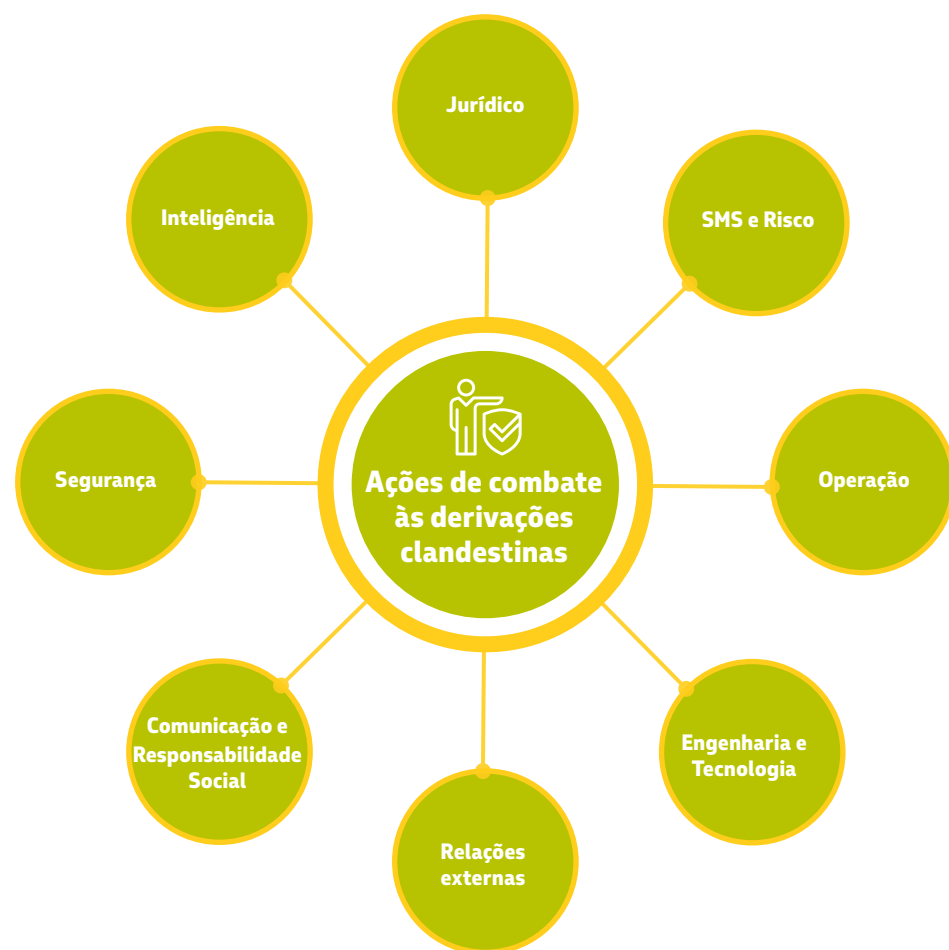 Jurídico
Inteligência
SMS e Risco
Segurança
Ações de combate
às derivações
clandestinas
Operação
Comunicação e
Responsabilidade
Social
Engenharia e
Tecnologia
Relações
externas